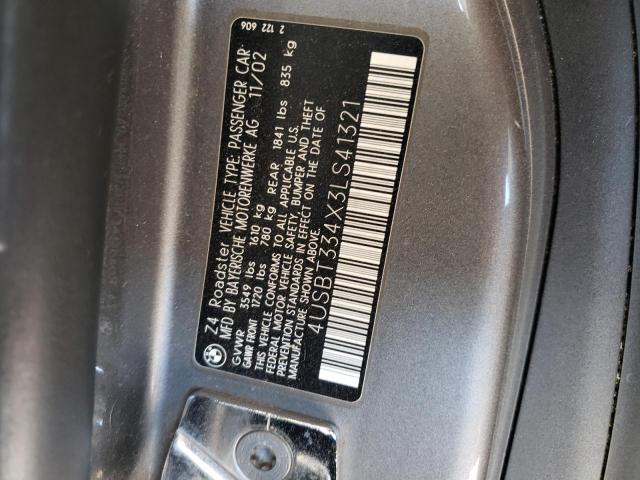 Z4 Roadster VEHICLE TYPE: PASSENGER CAR
MFD BY BAYERISCHE MOTORENWERKE AG 11/02
GVWR 3549 lbs 1610 kg
GAWR FRONT 1720 lbs 780 kg REAR 1841 lbs 835 kg
THIS VEHICLE CONFORMS TO ALL APPLICABLE U.S.
FEDERAL MOTOR VEHICLE SAFETY, BUMPER AND THEFT
PREVENTION STANDARDS IN EFFECT ON THE DATE OF
MANUFACTURE SHOWN ABOVE.
4USBT334X3LS41321
2 122 606